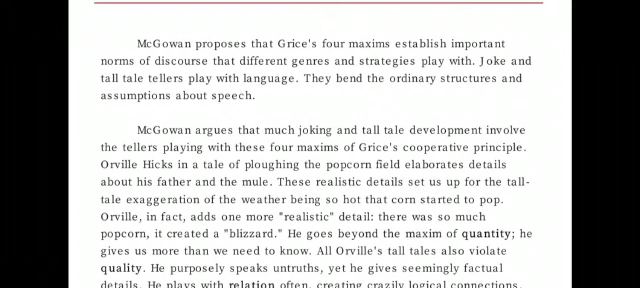 McGowan proposes that Grice's four maxims establish important
norms of discourse that different genres and strategies play with. Joke and
tall tale tellers play with language. They bend the ordinary structures and
assumptions about speech.
McGowan argues that much joking and tall tale development involve
the tellers playing with these four maxims of Grice's cooperative principle.
Orville Hicks in a tale of ploughing the popcorn field elaborates details
about his father and the mule. These realistic details set us up for the tall-
tale exaggeration of the weather being so hot that corn started to pop.
Orville, in fact, adds one more "realistic" detail: there was so much
popcorn, it created a "blizzard." He goes beyond the maxim of quantity; he
gives us more than we need to know. All Orville's tall tales also violate
quality. He purposely speaks untruths, yet he gives seemingly factual
details. He plays with relation often, creating crazily logical connections.